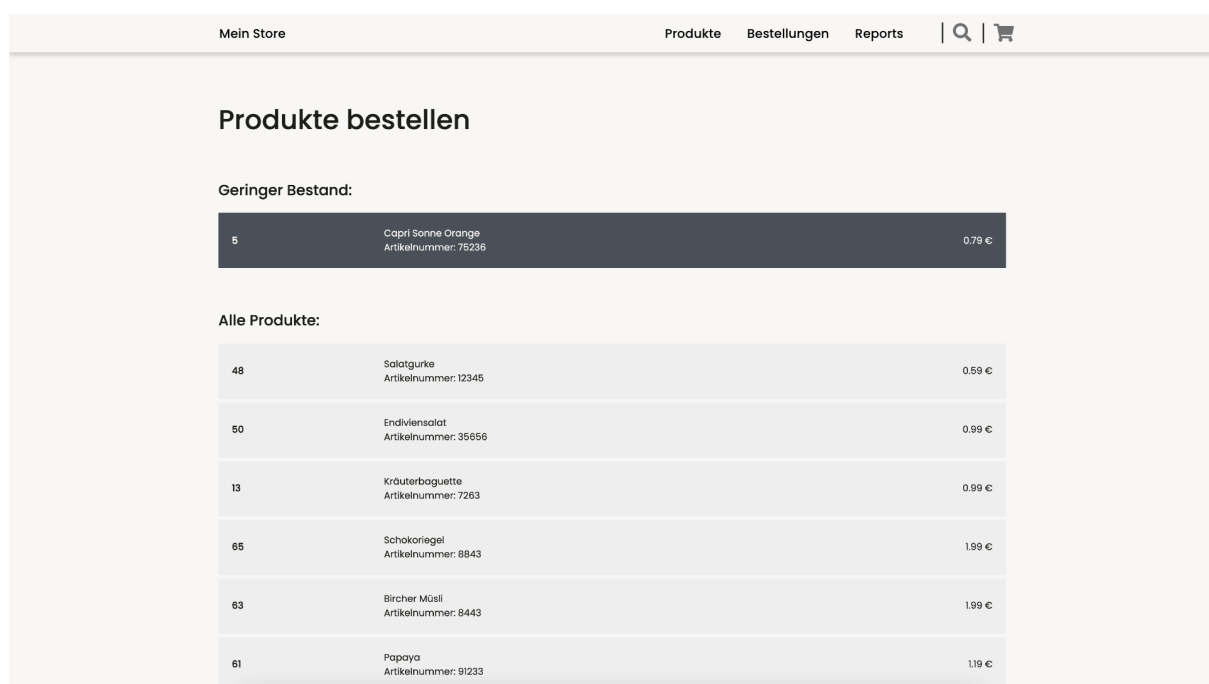 Mein Store Produkte Bestellungen Reports
Produkte bestellen
Geringer Bestand:
5 Capri Sonne Orange 0.79 €
Artikelnummer: 75236
Alle Produkte:
48 Salatgurke 0.59 €
Artikelnummer: 12345
50 Endiviensalat 0.99 €
Artikelnummer: 35656
13 Kräuterbaguette 0.99 €
Artikelnummer: 7263
65 Schokoriegel 1.99 €
Artikelnummer: 8843
63 Bircher Müsli 1.99 €
Artikelnummer: 8443
61 Papaya 1.19 €
Artikelnummer: 91233